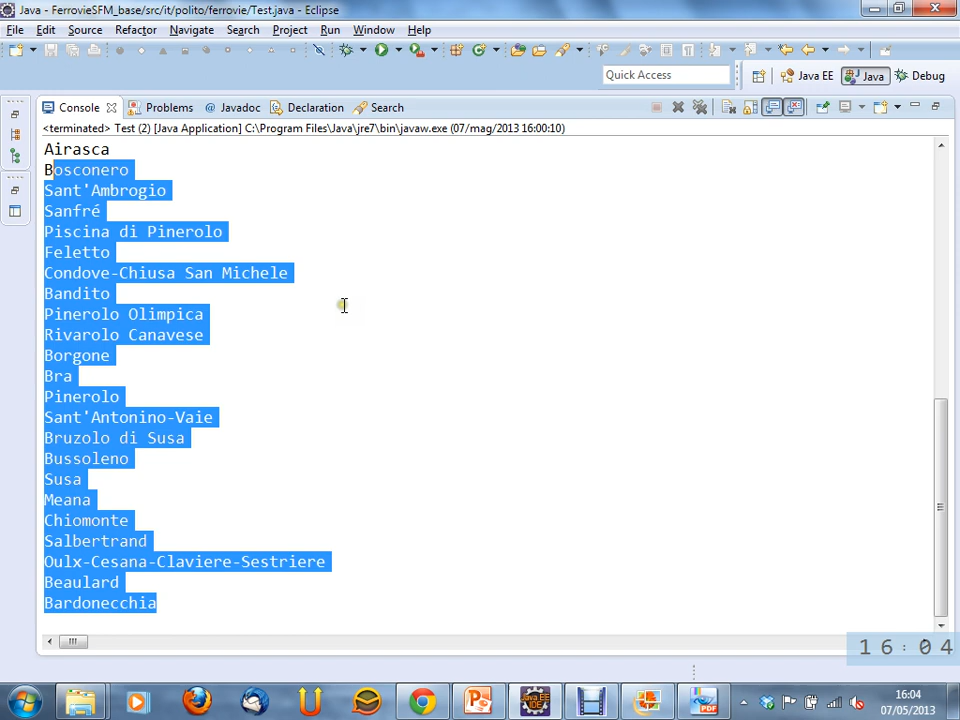 Java - FerrovieSFM_base/src/it/polito/ferrovie/Test.java - Eclipse
File Edit Source Refactor Navigate Search Project Run Window Help
Quick Access
Java EE Java Debug
Console Problems @ Javadoc Declaration Search
<terminated> Test (2) [Java Application] C:\Program Files\Java\jre7\bin\javaw.exe (07/mag/2013 16:00:10)
Airasca
Bosconero
Sant'Ambrogio
Sanfré
Piscina di Pinerolo
Feletto
Condove-Chiusa San Michele
Bandito
Pinerolo Olimpica
Rivarolo Canavese
Borgone
Bra
Pinerolo
Sant'Antonino-Vaie
Bruzolo di Susa
Bussoleno
Susa
Meana
Chiomonte
Salbertrand
Oulx-Cesana-Claviere-Sestriere
Beaulard
Bardonecchia
16:04
16:04
07/05/2013